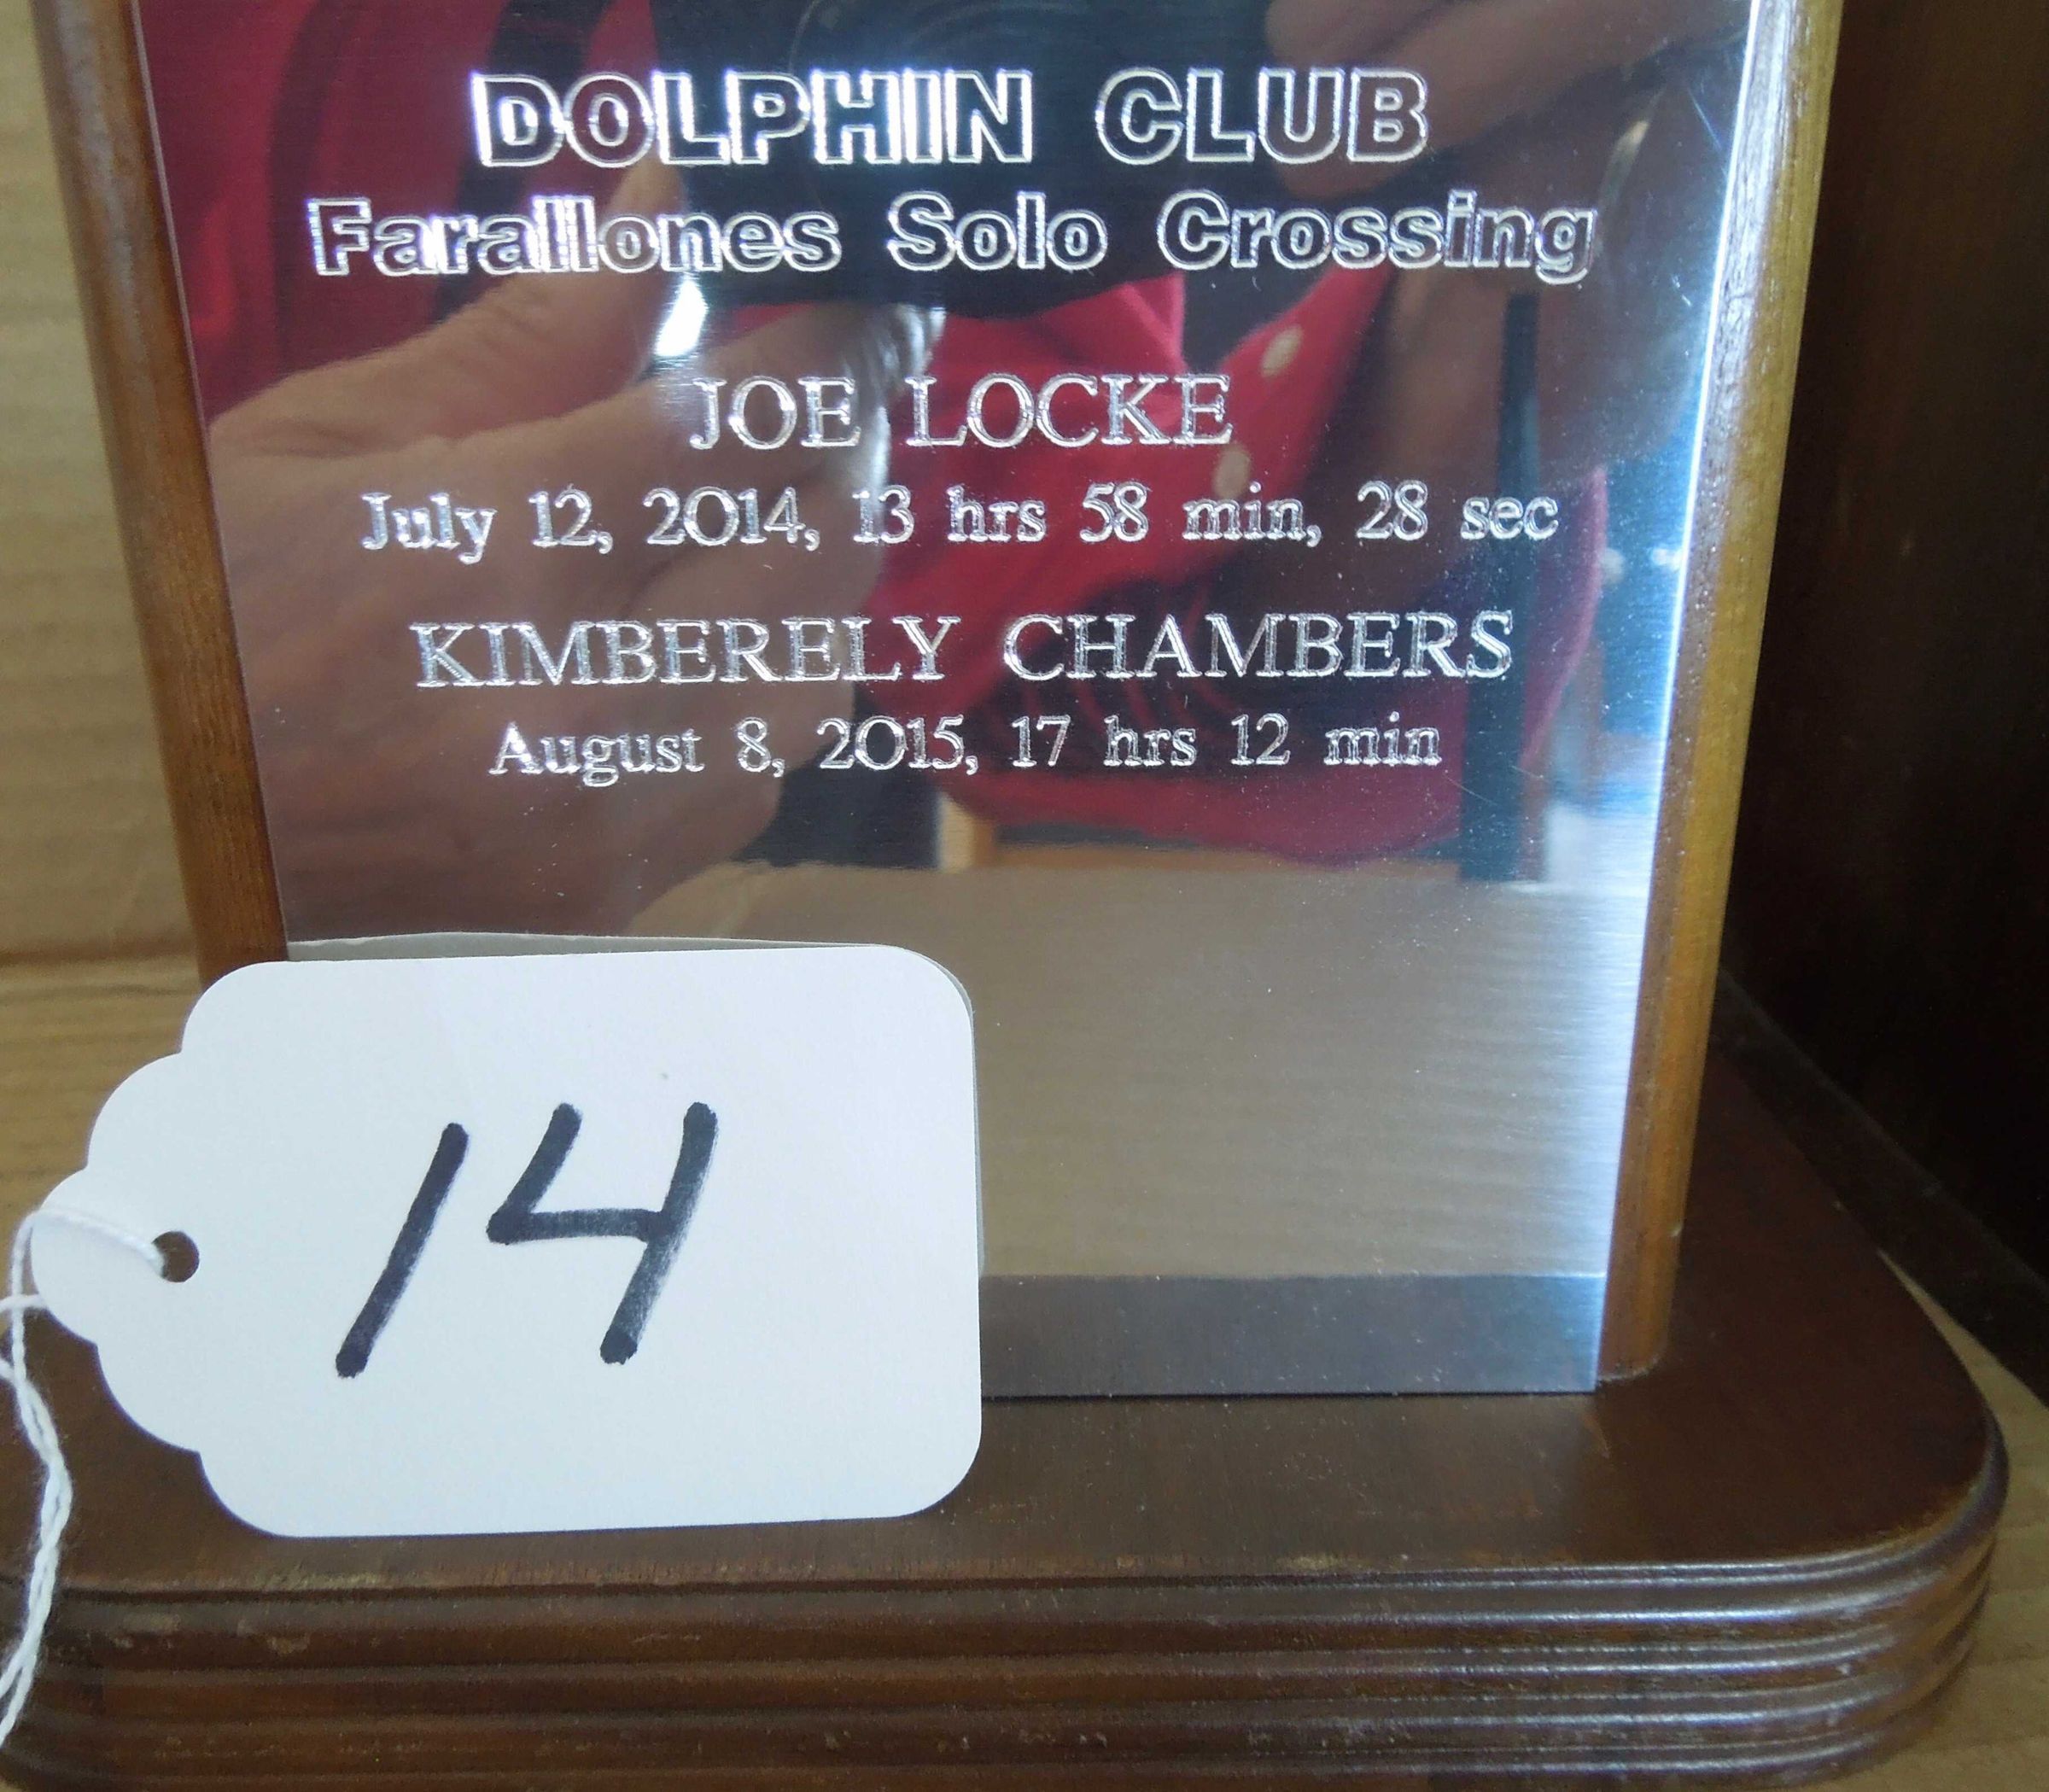 DOLPHIN CLUB
Farallones Solo Crossing
JOE LOCKE
July 12, 2014, 13 hrs 58 min, 28 sec
KIMBERELY CHAMBERS
August 8, 2015, 17 hrs 12 min
14